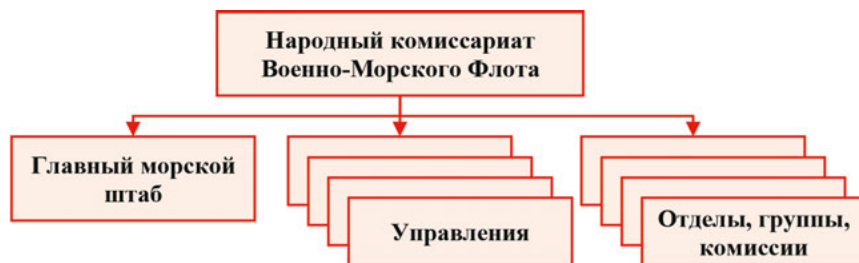 Народный комиссариат
Военно-Морского Флота
Главный морской
штаб
Управления
Отделы, группы,
комиссии